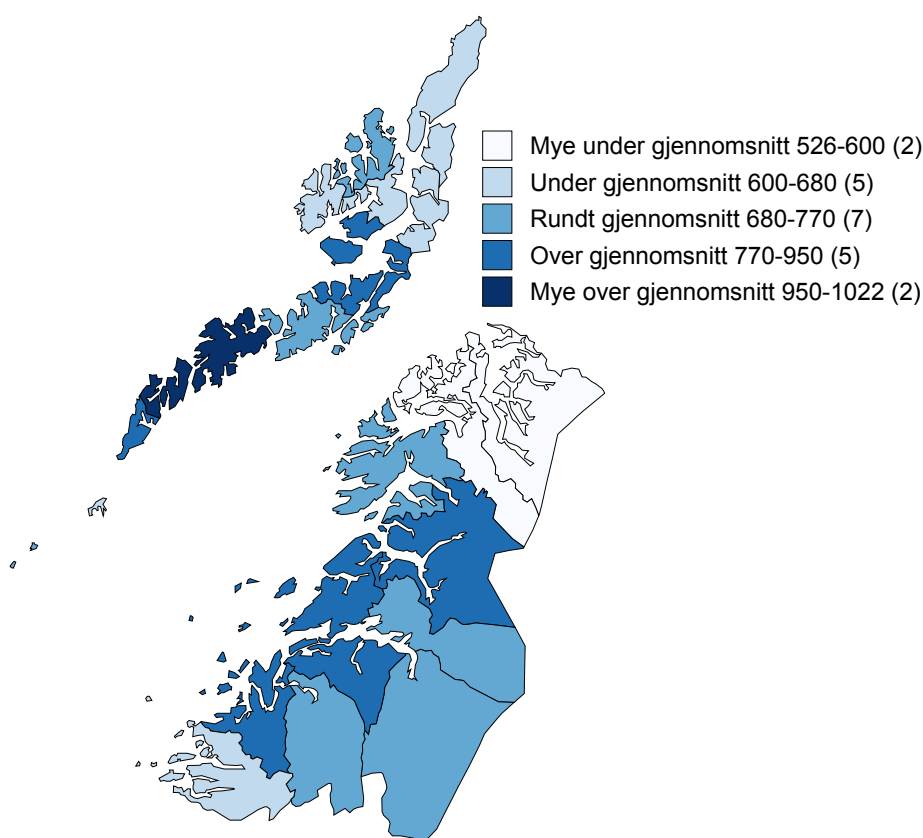 Mye under gjennomsnitt 526-600 (2)
Under gjennomsnitt 600-680 (5)
Rundt gjennomsnitt 680-770 (7)
Over gjennomsnitt 770-950 (5)
Mye over gjennomsnitt 950-1022 (2)